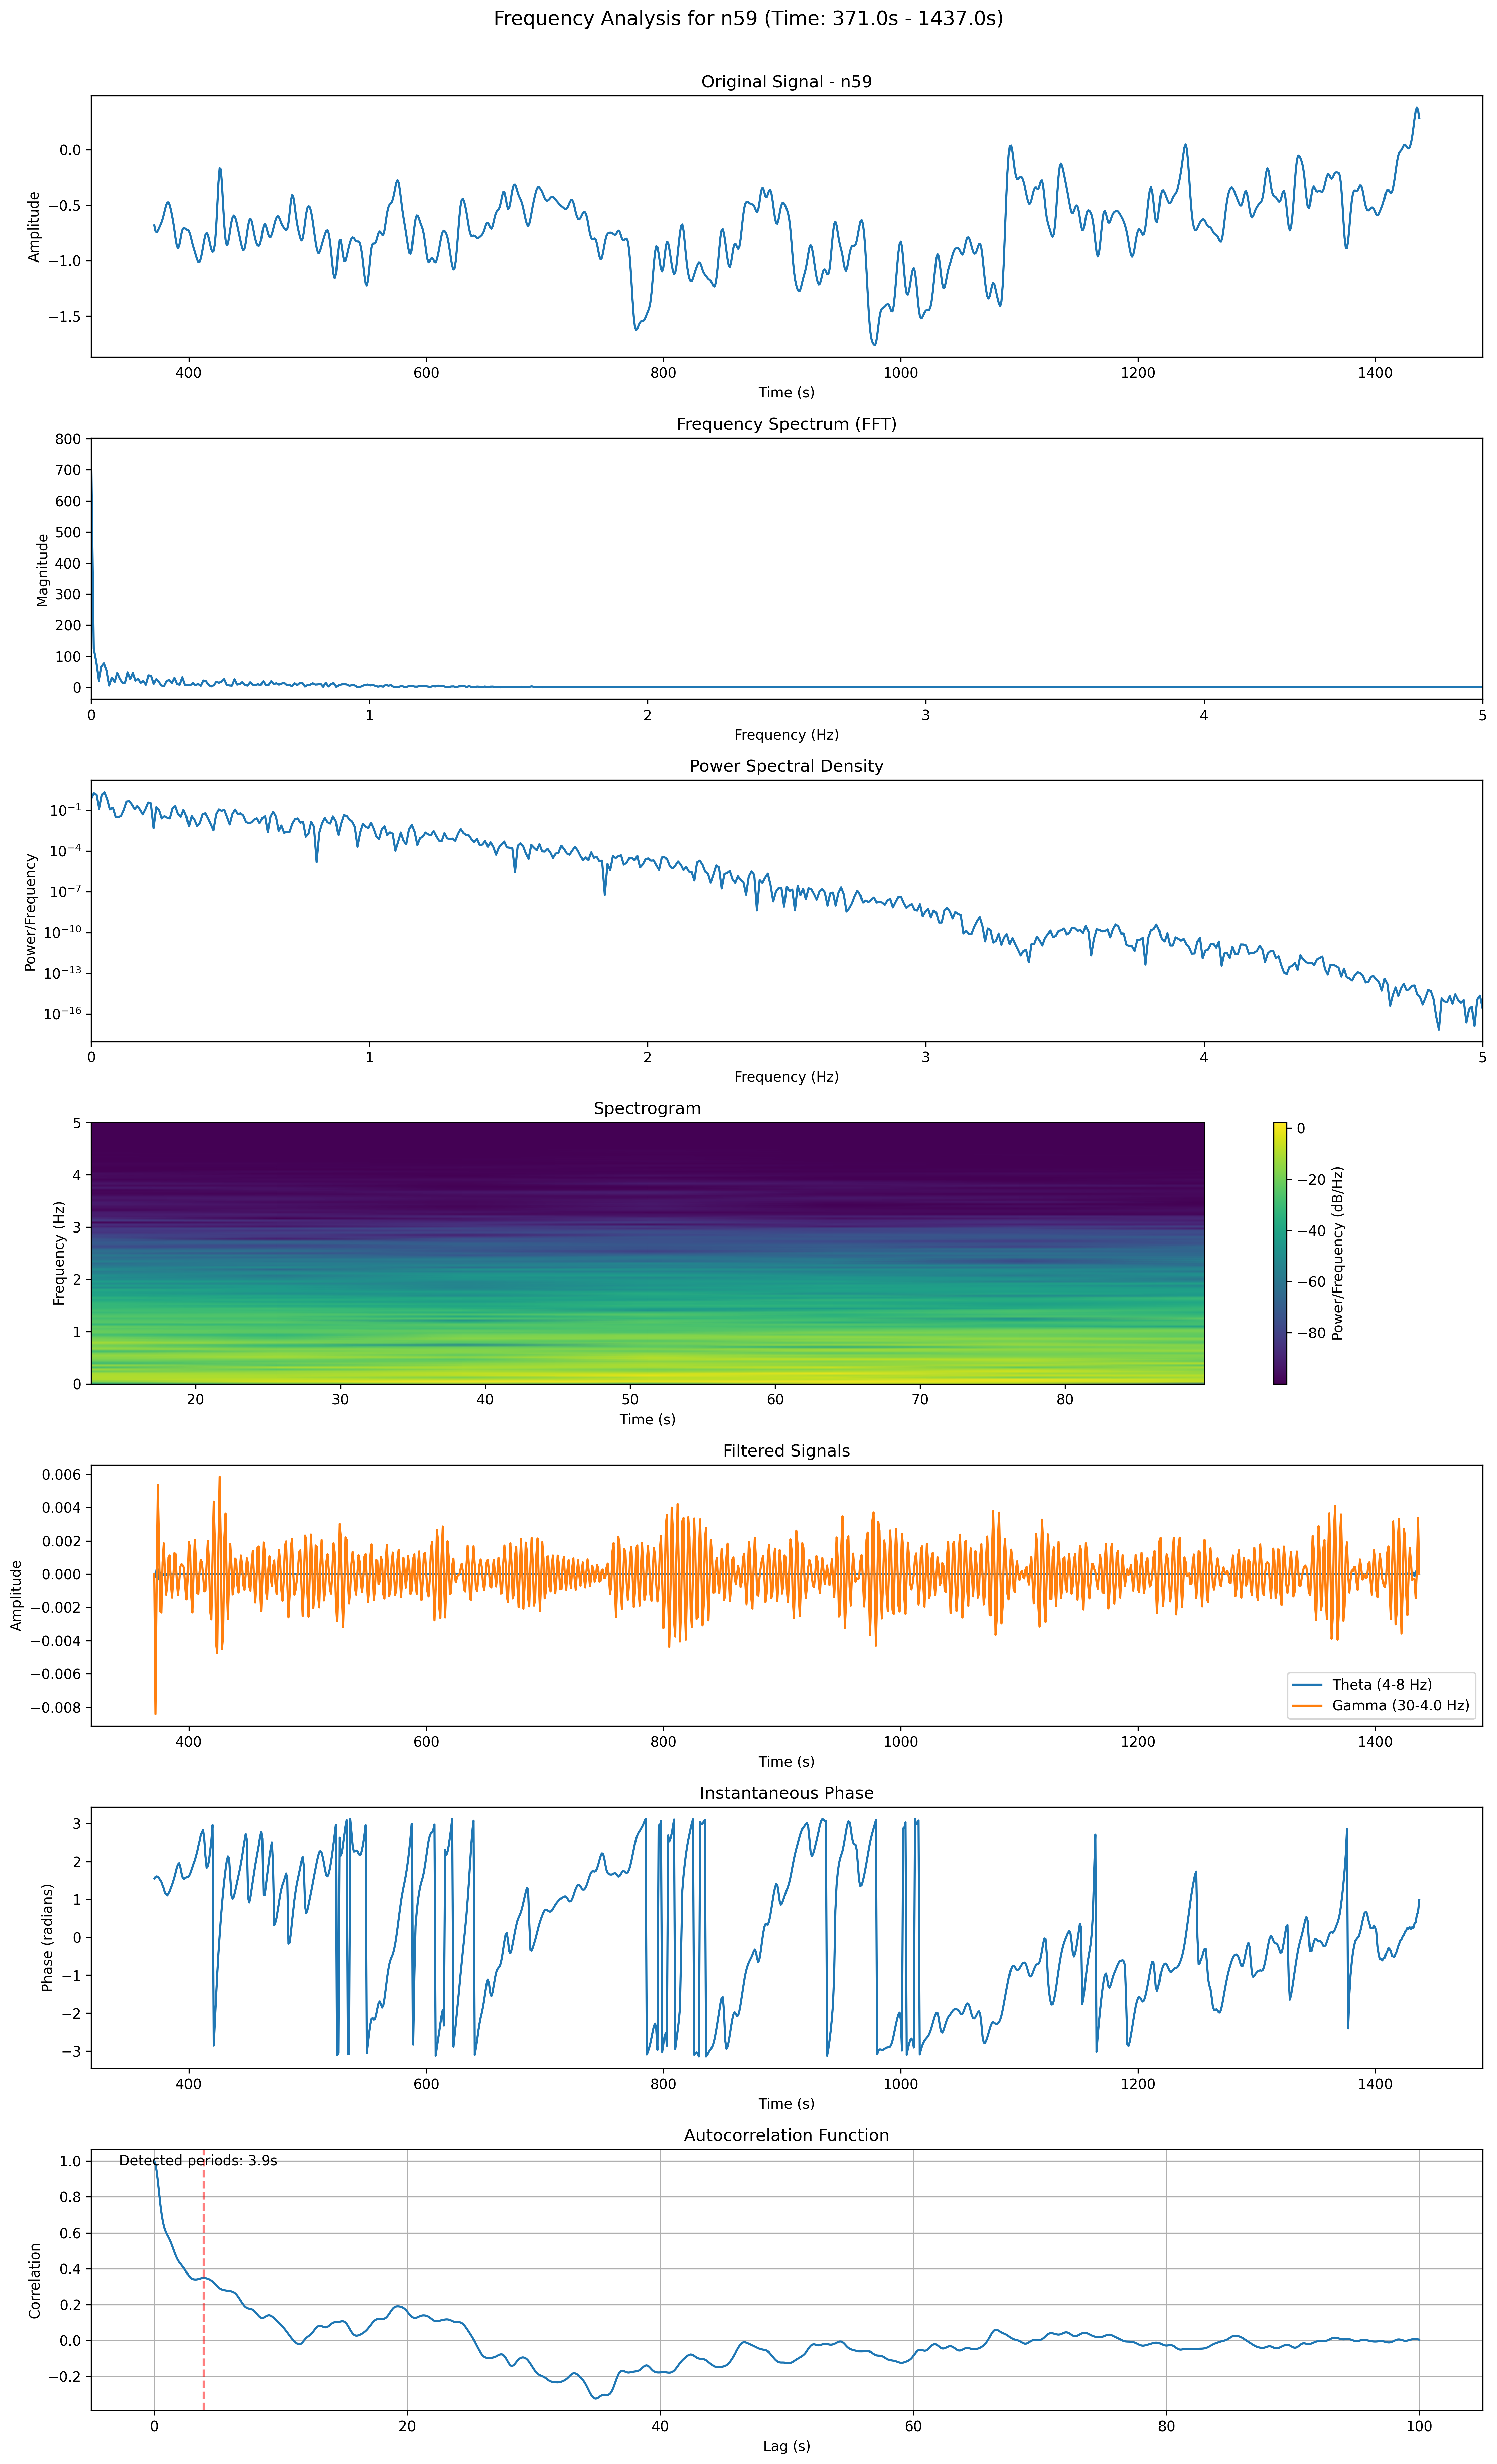 Frequency Analysis for n59 (Time: 371.0s - 1437.0s)
Original Signal - n59
Amplitude
0.0
−0.5
−1.0
−1.5
400 600 800 1000 1200 1400
Time (s)
Frequency Spectrum (FFT)
Magnitude
800
700
600
500
400
300
200
100
0
0 1 2 3 4 5
Frequency (Hz)
Power Spectral Density
Power/Frequency
10⁻¹
10⁻⁴
10⁻⁷
10⁻¹⁰
10⁻¹³
10⁻¹⁶
0 1 2 3 4 5
Frequency (Hz)
Spectrogram
Frequency (Hz)
5
4
3
2
1
0
20 30 40 50 60 70 80
Time (s)
0
−20
−40
−60
−80
Power/Frequency (dB/Hz)
Filtered Signals
Amplitude
0.006
0.004
0.002
0.000
−0.002
−0.004
−0.006
−0.008
Theta (4-8 Hz)
Gamma (30-4.0 Hz)
400 600 800 1000 1200 1400
Time (s)
Instantaneous Phase
Phase (radians)
3
2
1
0
−1
−2
−3
400 600 800 1000 1200 1400
Time (s)
Autocorrelation Function
Detected periods: 3.9s
Correlation
1.0
0.8
0.6
0.4
0.2
0.0
−0.2
0 20 40 60 80 100
Lag (s)